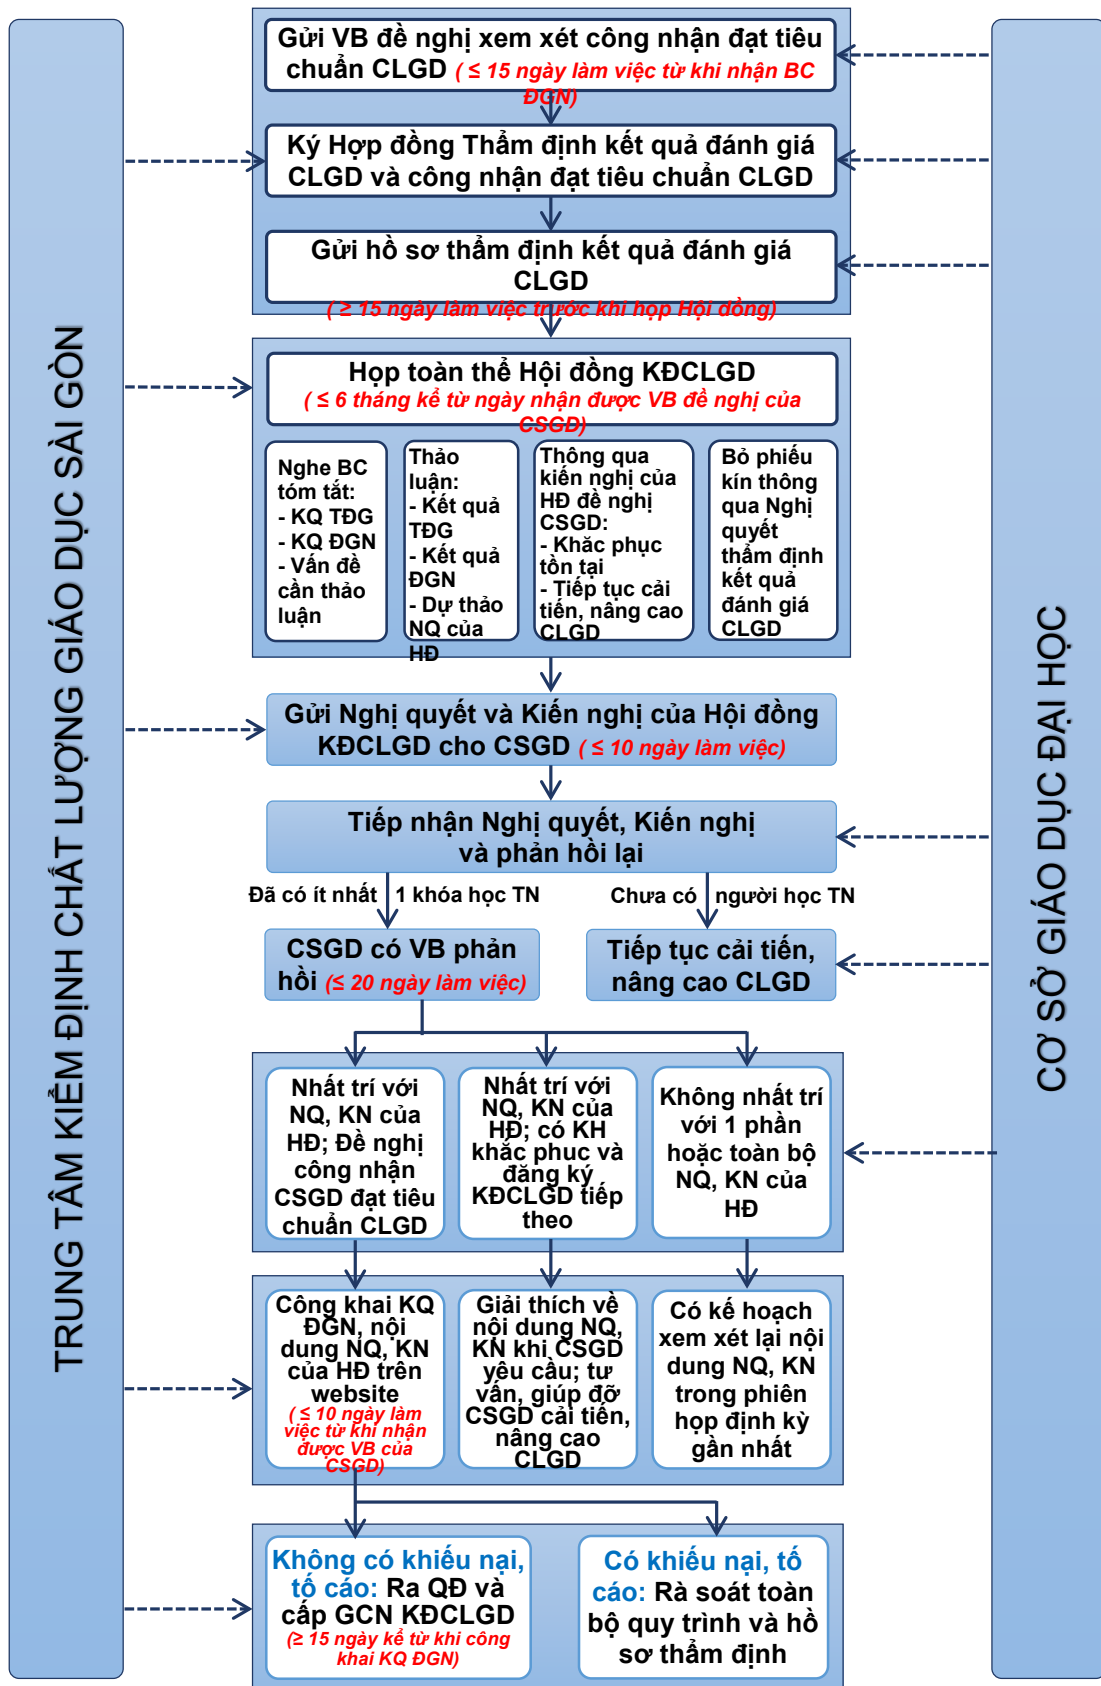 TRUNG TÂM KIỂM ĐỊNH CHẤT LƯỢNG GIÁO DỤC SÀI GÒN
Gửi VB đề nghị xem xét công nhận đạt tiêu
chuẩn CLGD ( ≤ 15 ngày làm việc từ khi nhận BC
ĐGN)
Ký Hợp đồng Thẩm định kết quả đánh giá
CLGD và công nhận đạt tiêu chuẩn CLGD
Gửi hồ sơ thẩm định kết quả đánh giá
CLGD
( ≥ 15 ngày làm việc trước khi họp Hội đồng)
Họp toàn thể Hội đồng KĐCLGD
( ≤ 6 tháng kể từ ngày nhận được VB đề nghị của
CSGD)
Nghe BC
tóm tắt:
- KQ TĐG
- KQ ĐGN
- Vấn đề
cần thảo
luận
Thảo
luận:
- Kết quả
TĐG
- Kết quả
ĐGN
- Dự thảo
NQ của
HĐ
Thông qua
kiến nghị của
HĐ đề nghị
CSGD:
- Khăc phục
tồn tại
- Tiếp tục cải
tiến, nâng cao
CLGD
Bỏ phiếu
kín thông
qua Nghị
quyết
thẩm định
kết quả
đánh giá
CLGD
Gửi Nghị quyết và Kiến nghị của Hội đồng
KĐCLGD cho CSGD ( ≤ 10 ngày làm việc)
Tiếp nhận Nghị quyết, Kiến nghị
và phản hồi lại
Đã có ít nhất 1 khóa học TN
Chưa có người học TN
CSGD có VB phản
hồi (≤ 20 ngày làm việc)
Tiếp tục cải tiến,
nâng cao CLGD
Nhất trí với
NQ, KN của
HĐ; Đề nghị
công nhận
CSGD đạt tiêu
chuẩn CLGD
Nhất trí với
NQ, KN của
HĐ; có KH
khắc phuc và
đăng ký
KĐCLGD tiếp
theo
Không nhất trí
với 1 phần
hoặc toàn bộ
NQ, KN của
HĐ
Công khai KQ
ĐGN, nội
dung NQ, KN
của HĐ trên
website
( ≤ 10 ngày làm
việc từ khi nhận
được VB của
CSGD)
Giải thích về
nội dung NQ,
KN khi CSGD
yêu cầu; tư
vấn, giúp đỡ
CSGD cải tiến,
nâng cao
CLGD
Có kế hoạch
xem xét lại nội
dung NQ, KN
trong phiên
họp định kỳ
gần nhất
Không có khiếu nại,
tố cáo: Ra QĐ và
cấp GCN KĐCLGD
(≥ 15 ngày kể từ khi công
khai KQ ĐGN)
Có khiếu nại, tố
cáo: Rà soát toàn
bộ quy trình và hồ
sơ thẩm định
CƠ SỞ GIÁO DỤC ĐẠI HỌC